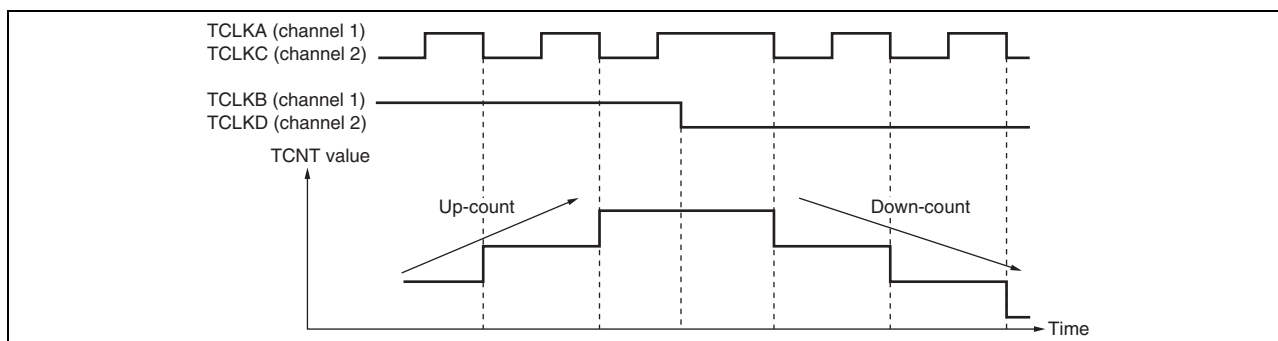 TCLKA (channel 1)
TCLKC (channel 2)
TCLKB (channel 1)
TCLKD (channel 2)
TCNT value
Up-count
Down-count
Time